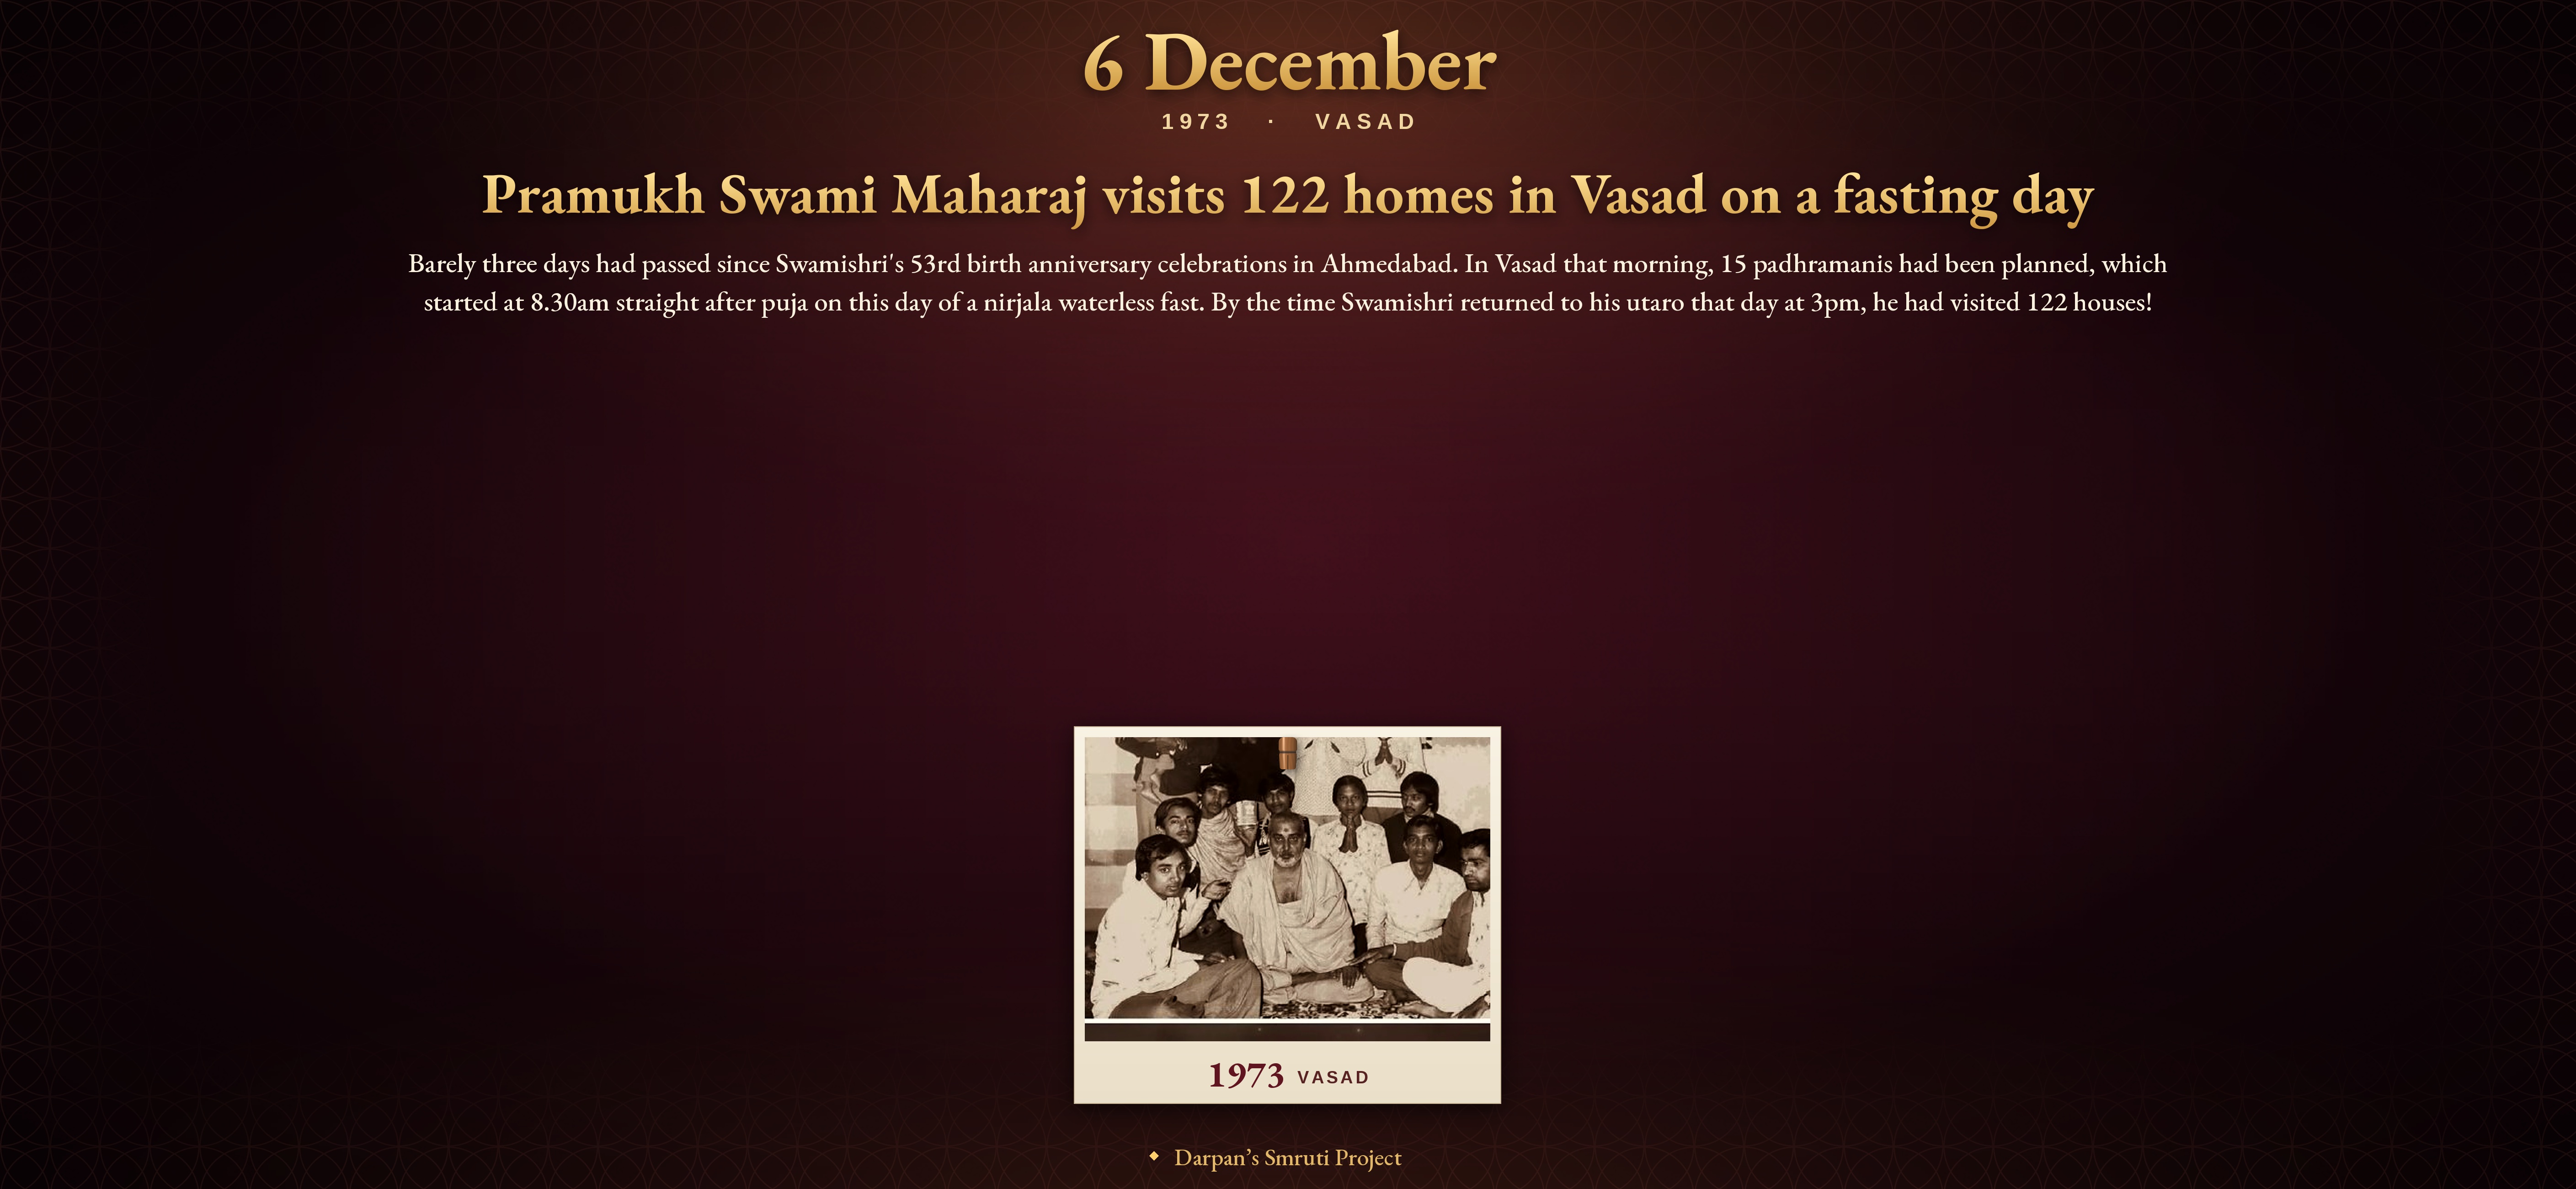 6 December
1973 · VASAD
Pramukh Swami Maharaj visits 122 homes in Vasad on a fasting day
Barely three days had passed since Swamishri's 53rd birth anniversary celebrations in Ahmedabad. In Vasad that morning, 15 padhramanis had been planned, which
started at 8.30am straight after puja on this day of a nirjala waterless fast. By the time Swamishri returned to his utaro that day at 3pm, he had visited 122 houses!
1973 VASAD
Darpan’s Smruti Project